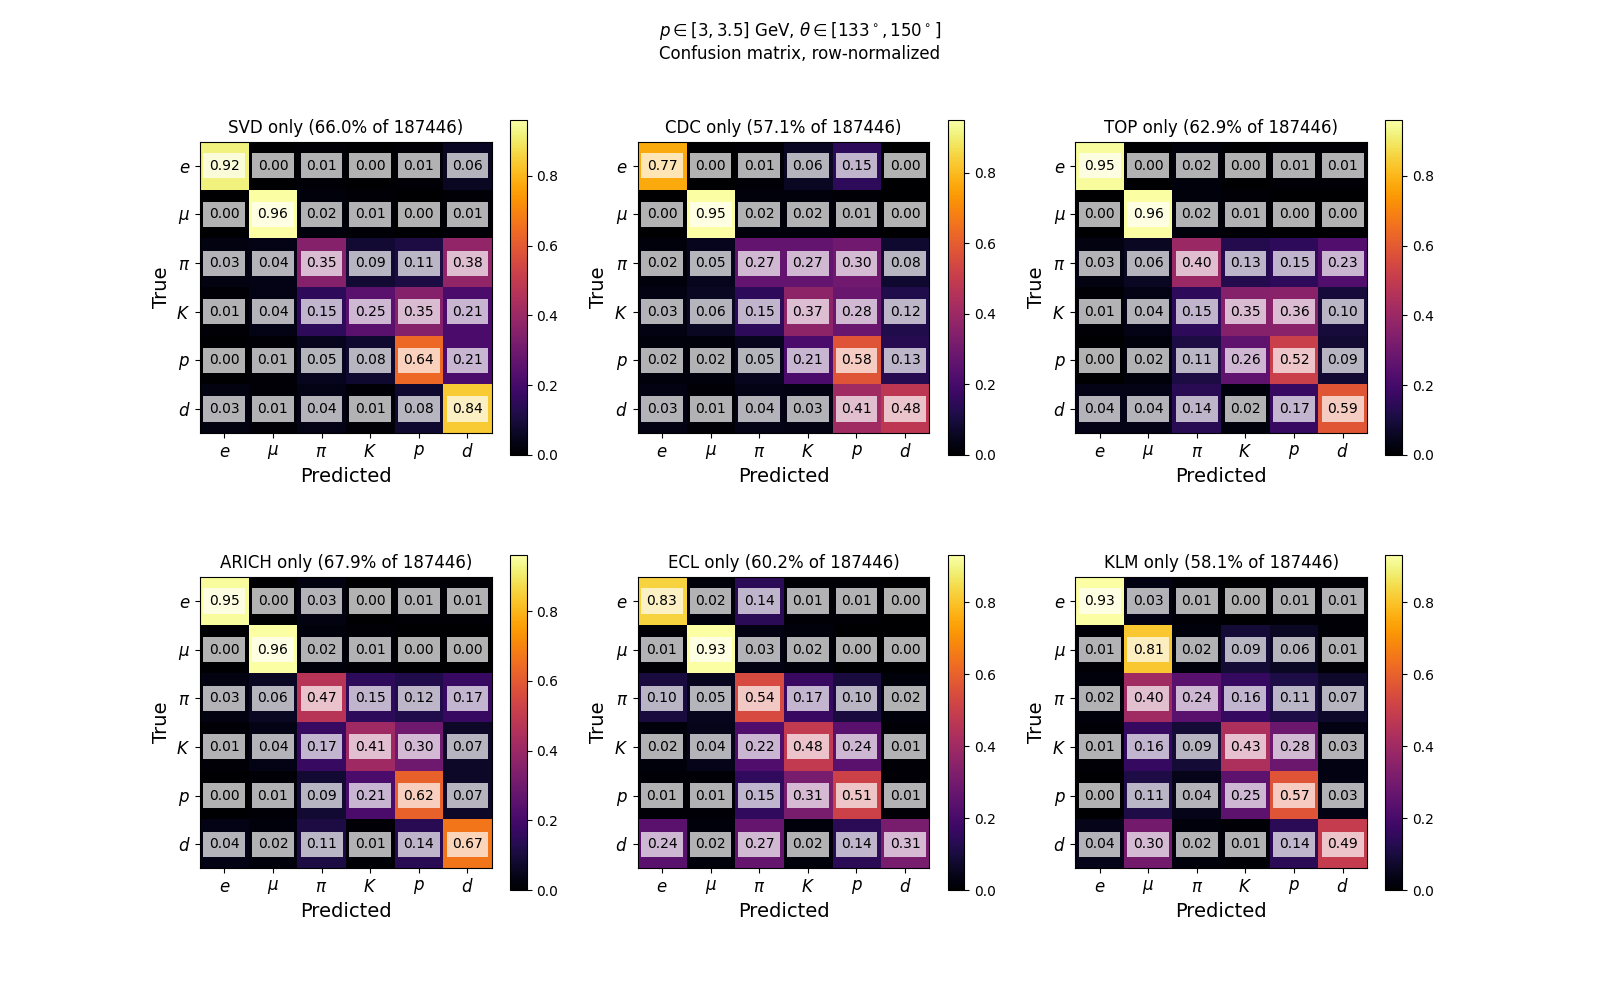 p ∈ [3, 3.5] GeV, θ ∈ [133°, 150°]
Confusion matrix, row-normalized
SVD only (66.0% of 187446)
e 0.92 0.00 0.01 0.00 0.01 0.06
μ 0.00 0.96 0.02 0.01 0.00 0.01
π 0.03 0.04 0.35 0.09 0.11 0.38
K 0.01 0.04 0.15 0.25 0.35 0.21
p 0.00 0.01 0.05 0.08 0.64 0.21
d 0.03 0.01 0.04 0.01 0.08 0.84
e μ π K p d
Predicted
True
0.8
0.6
0.4
0.2
0.0
CDC only (57.1% of 187446)
e 0.77 0.00 0.01 0.06 0.15 0.00
μ 0.00 0.95 0.02 0.02 0.01 0.00
π 0.02 0.05 0.27 0.27 0.30 0.08
K 0.03 0.06 0.15 0.37 0.28 0.12
p 0.02 0.02 0.05 0.21 0.58 0.13
d 0.03 0.01 0.04 0.03 0.41 0.48
e μ π K p d
Predicted
True
0.8
0.6
0.4
0.2
0.0
TOP only (62.9% of 187446)
e 0.95 0.00 0.02 0.00 0.01 0.01
μ 0.00 0.96 0.02 0.01 0.00 0.00
π 0.03 0.06 0.40 0.13 0.15 0.23
K 0.01 0.04 0.15 0.35 0.36 0.10
p 0.00 0.02 0.11 0.26 0.52 0.09
d 0.04 0.04 0.14 0.02 0.17 0.59
e μ π K p d
Predicted
True
0.8
0.6
0.4
0.2
0.0
ARICH only (67.9% of 187446)
e 0.95 0.00 0.03 0.00 0.01 0.01
μ 0.00 0.96 0.02 0.01 0.00 0.00
π 0.03 0.06 0.47 0.15 0.12 0.17
K 0.01 0.04 0.17 0.41 0.30 0.07
p 0.00 0.01 0.09 0.21 0.62 0.07
d 0.04 0.02 0.11 0.01 0.14 0.67
e μ π K p d
Predicted
True
0.8
0.6
0.4
0.2
0.0
ECL only (60.2% of 187446)
e 0.83 0.02 0.14 0.01 0.01 0.00
μ 0.01 0.93 0.03 0.02 0.00 0.00
π 0.10 0.05 0.54 0.17 0.10 0.02
K 0.02 0.04 0.22 0.48 0.24 0.01
p 0.01 0.01 0.15 0.31 0.51 0.01
d 0.24 0.02 0.27 0.02 0.14 0.31
e μ π K p d
Predicted
True
0.8
0.6
0.4
0.2
0.0
KLM only (58.1% of 187446)
e 0.93 0.03 0.01 0.00 0.01 0.01
μ 0.01 0.81 0.02 0.09 0.06 0.01
π 0.02 0.40 0.24 0.16 0.11 0.07
K 0.01 0.16 0.09 0.43 0.28 0.03
p 0.00 0.11 0.04 0.25 0.57 0.03
d 0.04 0.30 0.02 0.01 0.14 0.49
e μ π K p d
Predicted
True
0.8
0.6
0.4
0.2
0.0